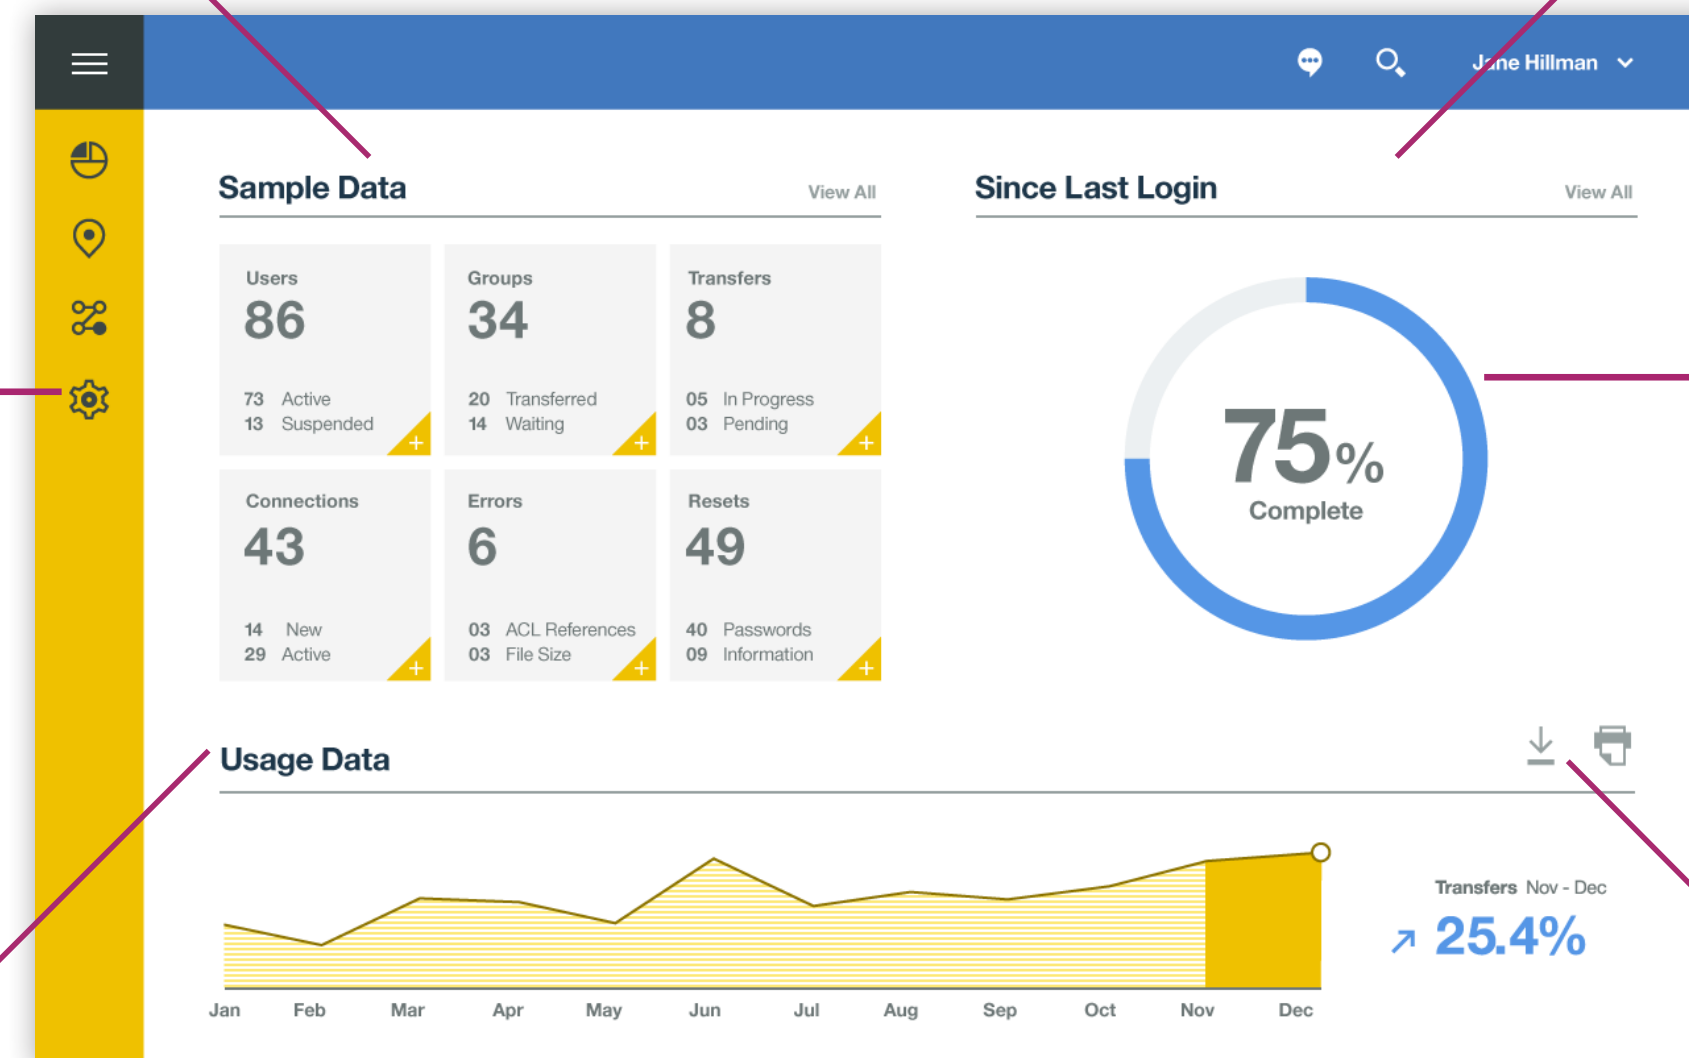 Jane Hillman
Sample Data View All
Since Last Login View All
Users
86
73 Active
13 Suspended
Groups
34
20 Transferred
14 Waiting
Transfers
8
05 In Progress
03 Pending
Connections
43
14 New
29 Active
Errors
6
03 ACL References
03 File Size
Resets
49
40 Passwords
09 Information
75%
Complete
Usage Data
Transfers Nov - Dec
25.4%
Jan Feb Mar Apr May Jun Jul Aug Sep Oct Nov Dec